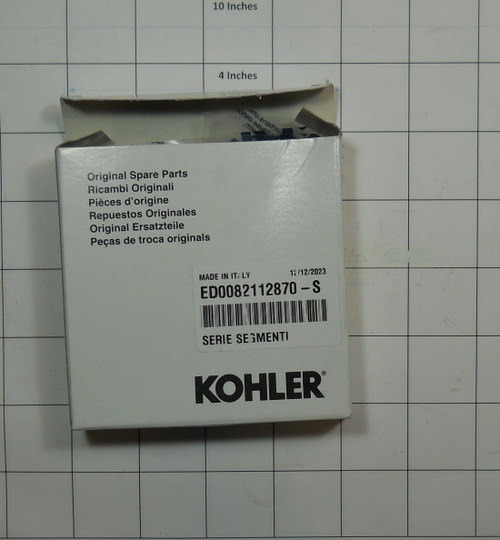 10 Inches
4 Inches
Original Spare Parts
Ricambi Originali
Pièces d'origine
Repuestos Originales
Original Ersatzteile
Peças de troca originals
MADE IN ITALY 12/12/2023
ED0082112870-S
SERIE SEGMENTI
KOHLER®